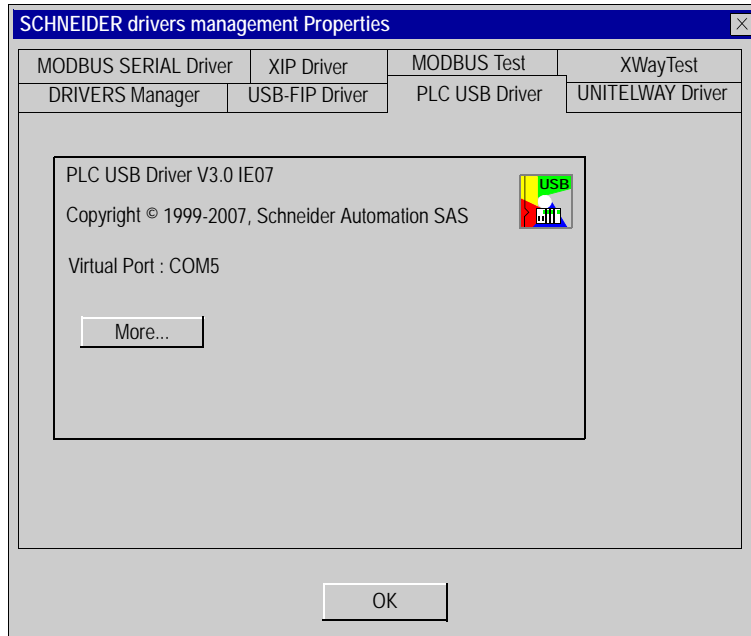 SCHNEIDER drivers management Properties
MODBUS SERIAL Driver XIP Driver MODBUS Test XWayTest
DRIVERS Manager USB-FIP Driver PLC USB Driver UNITELWAY Driver
PLC USB Driver V3.0 IE07
USB
Copyright © 1999-2007, Schneider Automation SAS
Virtual Port : COM5
More...
OK